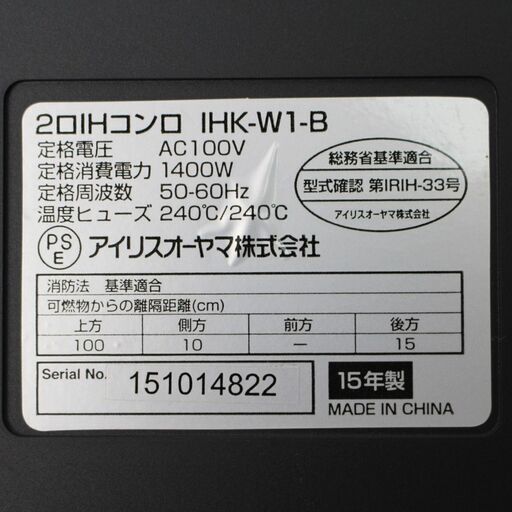 2口IHコンロ IHK-W1-B
定格電圧 AC100V
定格消費電力 1400W
定格周波数 50-60Hz
温度ヒューズ 240℃/240℃
総務省基準適合
型式確認 第IRIH-33号
アイリスオーヤマ株式会社
PS
E
アイリスオーヤマ株式会社
消防法 基準適合
可燃物からの離隔距離(cm)
上方 側方 前方 後方
100 10 ー 15
Serial No. 151014822
15年製
MADE IN CHINA